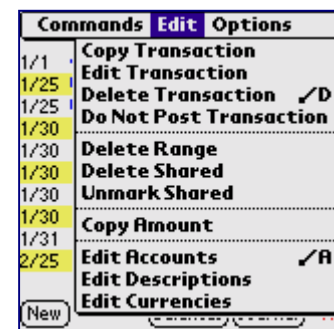 Commands Edit Options
Copy Transaction
1/1
Edit Transaction
1/25
Delete Transaction /D
1/25
Do Not Post Transaction
1/30
1/30
Delete Range
1/30
Delete Shared
1/30
Unmark Shared
1/30
Copy Amount
1/31
2/25
Edit Accounts /A
Edit Descriptions
New
Edit Currencies